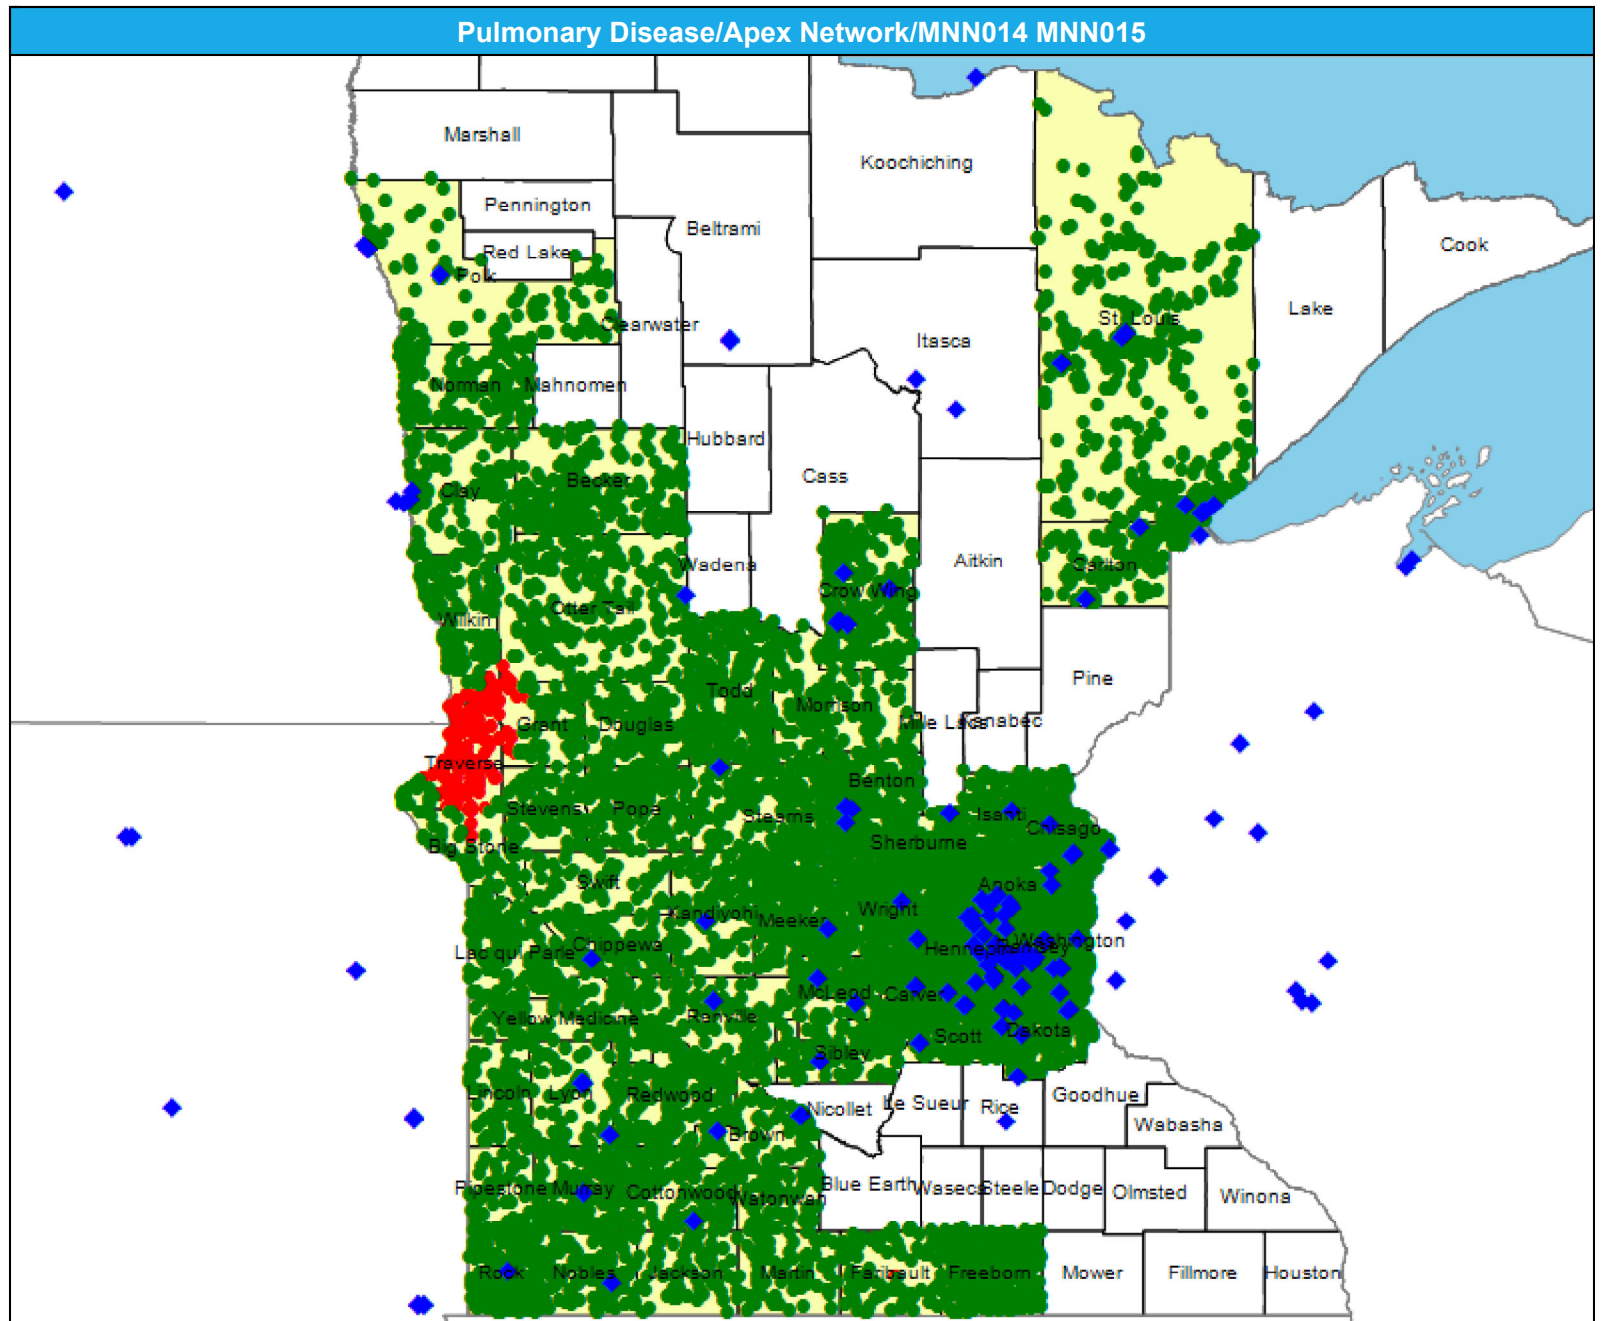 Pulmonary Disease/Apex Network/MNN014 MNN015
Marshall
Koochiching
Pennington
Beltrami
Red Lake
Cook
Polk
Lake
St. Louis
Clearwater
Itasca
Norman
Mahnomen
Hubbard
Cass
Becker
Clay
Aitkin
Wadena
Carlton
Crow Wing
Otter Tail
Wilkin
Pine
Todd
Morrison
Mille Lacs
Kanabec
Grant
Douglas
Traverse
Benton
Stevens
Pope
Stearns
Isanti
Chisago
Sherburne
Big Stone
Swift
Anoka
Wright
Kandiyohi
Meeker
Hennepin
Ramsey
Washington
Lac qui Parle
Chippewa
McLeod
Carver
Yellow Medicine
Renville
Scott
Dakota
Sibley
Lincoln
Lyon
Redwood
Nicollet
Le Sueur
Rice
Goodhue
Wabasha
Brown
Pipestone
Murray
Cottonwood
Watonwan
Blue Earth
Waseca
Steele
Dodge
Olmsted
Winona
Rock
Nobles
Jackson
Martin
Faribault
Freeborn
Mower
Fillmore
Houston